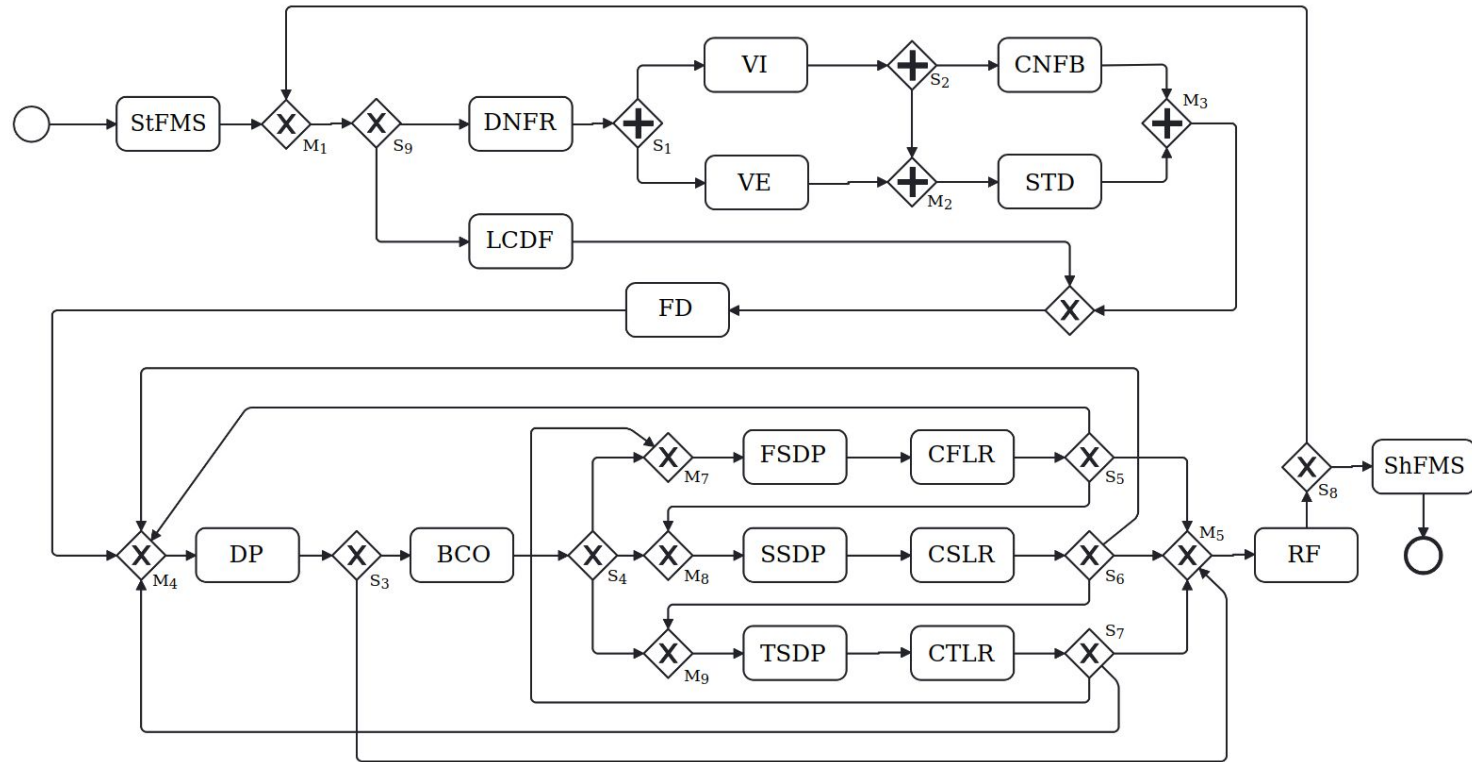 VI
S2
CNFB
StFMS
M1
S9
DNFR
S1
M3
VE
M2
STD
LCDF
FD
M7
FSDP
CFLR
S5
S8
ShFMS
M4
DP
S3
BCO
S4
M8
SSDP
CSLR
S6
M5
RF
M9
TSDP
CTLR
S7